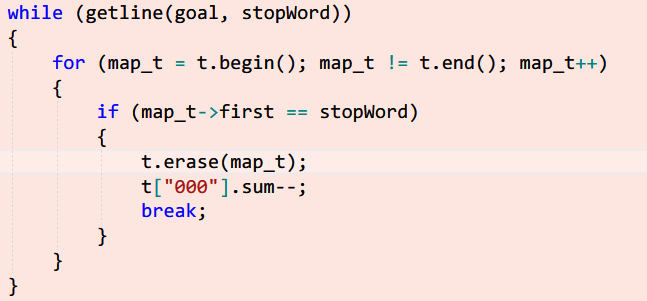 while (getline(goal, stopWord))
{
    for (map_t = t.begin(); map_t != t.end(); map_t++)
    {
        if (map_t->first == stopWord)
        {
            t.erase(map_t);
            t["000"].sum--;
            break;
        }
    }
}